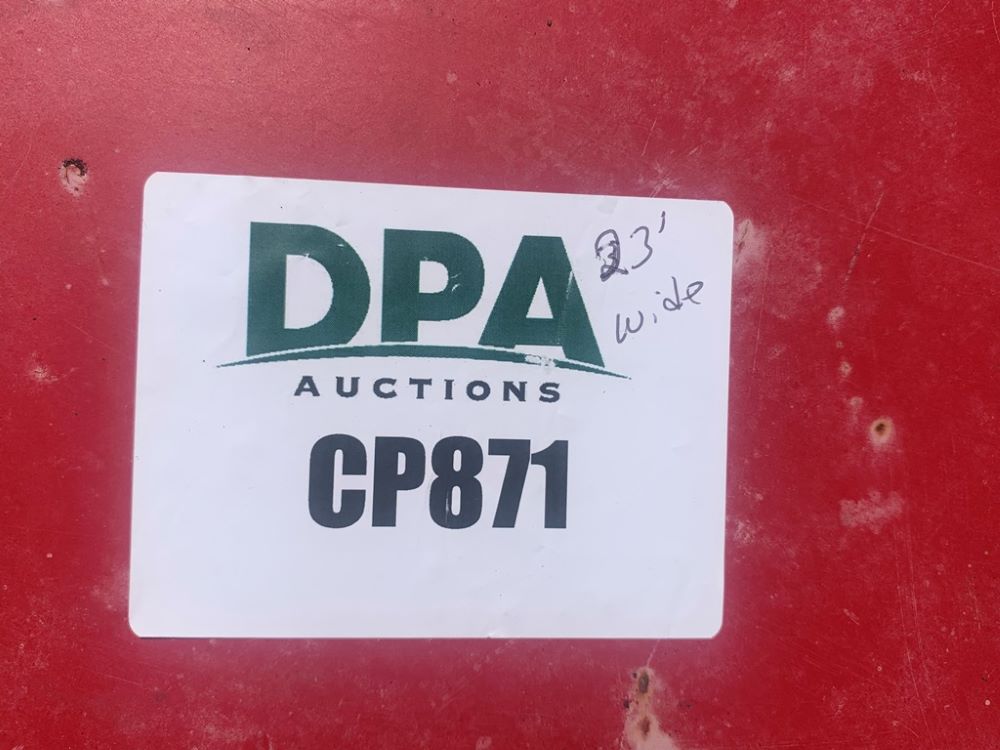 DPA
AUCTIONS
23'
wide
CP871